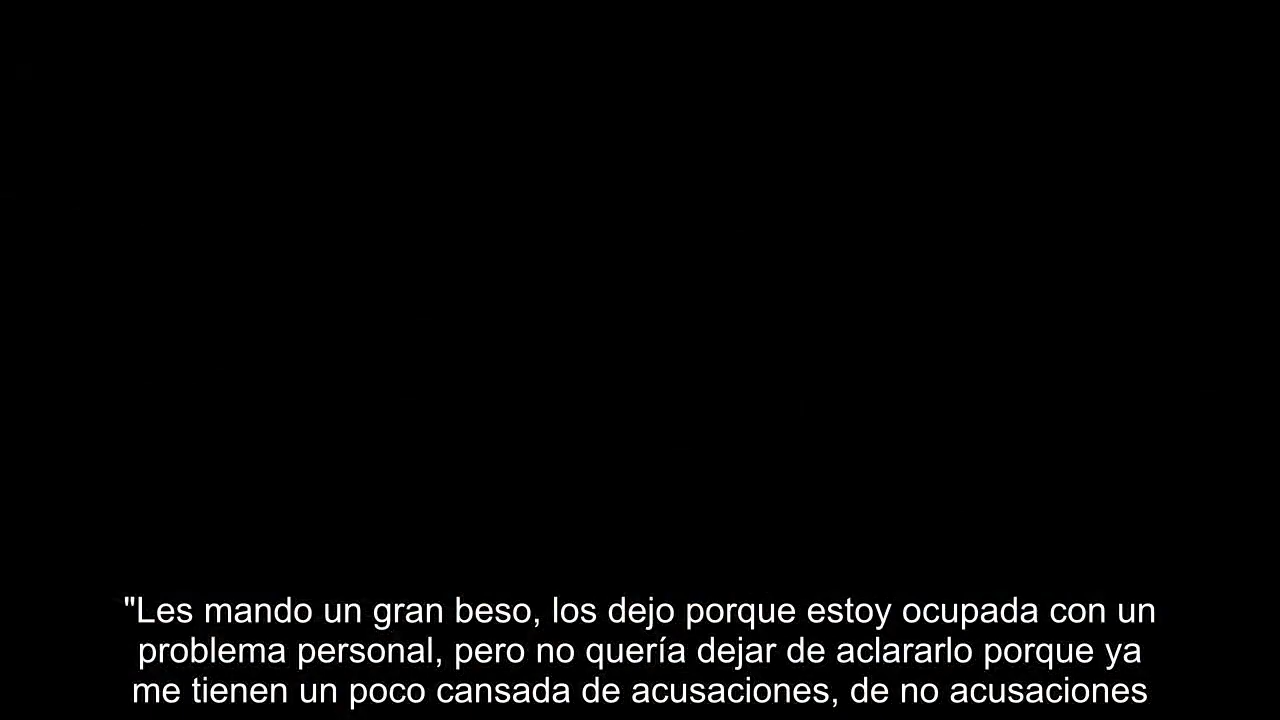 "Les mando un gran beso, los dejo porque estoy ocupada con un
problema personal, pero no quería dejar de aclararlo porque ya
me tienen un poco cansada de acusaciones, de no acusaciones